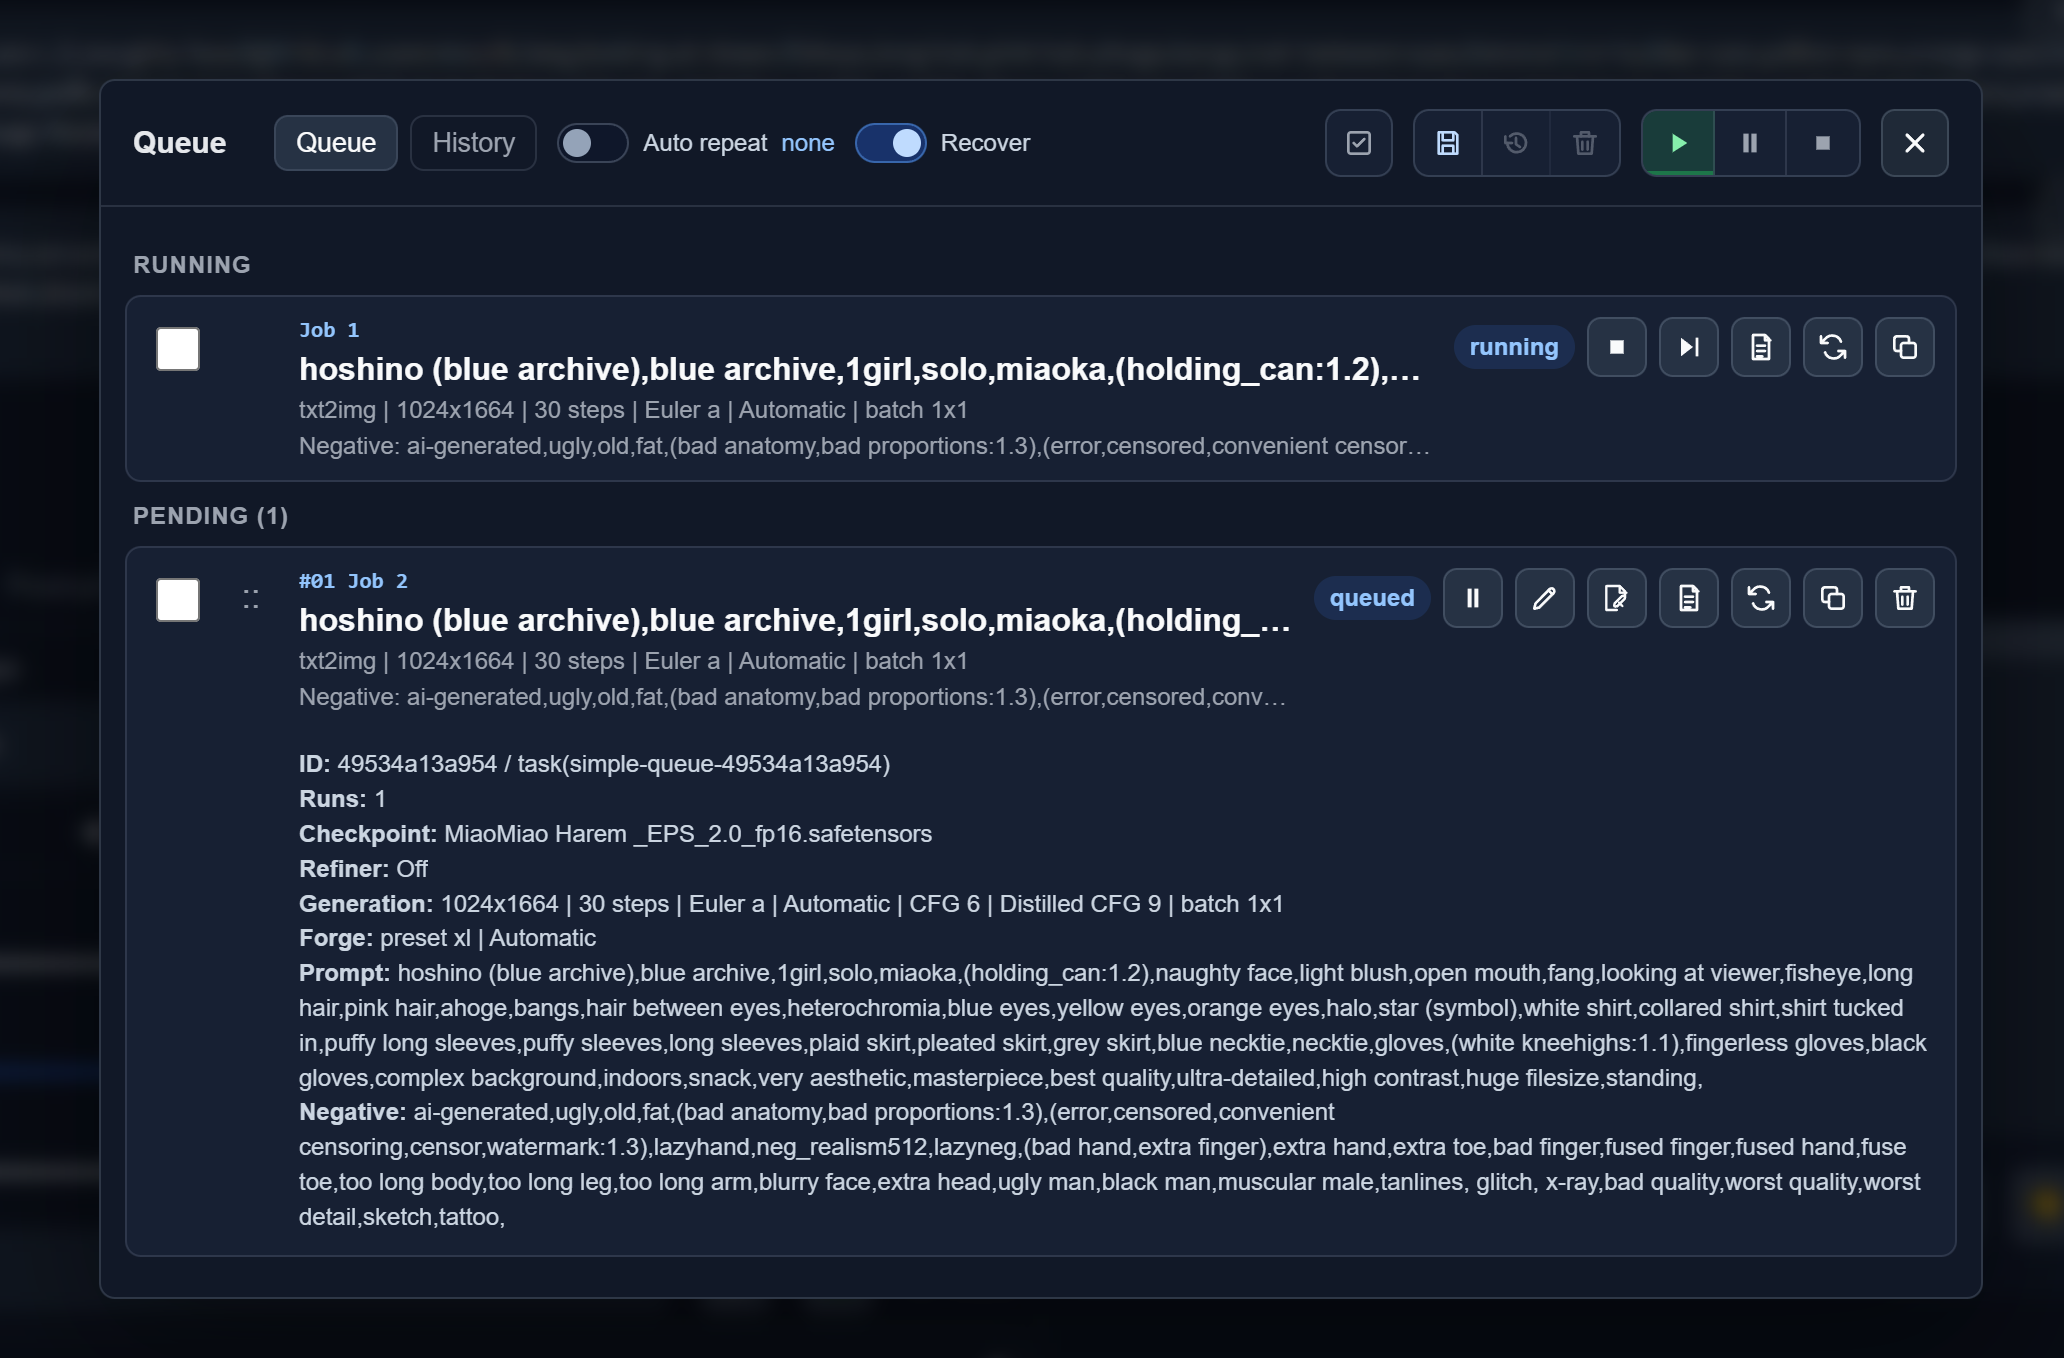 Queue
Queue
History
Auto repeat none
Recover
RUNNING
Job 1
hoshino (blue archive),blue archive,1girl,solo,miaoka,(holding_can:1.2),…
running
txt2img | 1024x1664 | 30 steps | Euler a | Automatic | batch 1x1
Negative: ai-generated,ugly,old,fat,(bad anatomy,bad proportions:1.3),(error,censored,convenient censor…
PENDING (1)
#01 Job 2
hoshino (blue archive),blue archive,1girl,solo,miaoka,(holding_…
queued
txt2img | 1024x1664 | 30 steps | Euler a | Automatic | batch 1x1
Negative: ai-generated,ugly,old,fat,(bad anatomy,bad proportions:1.3),(error,censored,conv…
ID: 49534a13a954 / task(simple-queue-49534a13a954)
Runs: 1
Checkpoint: MiaoMiao Harem _EPS_2.0_fp16.safetensors
Refiner: Off
Generation: 1024x1664 | 30 steps | Euler a | Automatic | CFG 6 | Distilled CFG 9 | batch 1x1
Forge: preset xl | Automatic
Prompt: hoshino (blue archive),blue archive,1girl,solo,miaoka,(holding_can:1.2),naughty face,light blush,open mouth,fang,looking at viewer,fisheye,long
hair,pink hair,ahoge,bangs,hair between eyes,heterochromia,blue eyes,yellow eyes,orange eyes,halo,star (symbol),white shirt,collared shirt,shirt tucked
in,puffy long sleeves,puffy sleeves,long sleeves,plaid skirt,pleated skirt,grey skirt,blue necktie,necktie,gloves,(white kneehighs:1.1),fingerless gloves,black
gloves,complex background,indoors,snack,very aesthetic,masterpiece,best quality,ultra-detailed,high contrast,huge filesize,standing,
Negative: ai-generated,ugly,old,fat,(bad anatomy,bad proportions:1.3),(error,censored,convenient
censoring,censor,watermark:1.3),lazyhand,neg_realism512,lazyneg,(bad hand,extra finger),extra hand,extra toe,bad finger,fused finger,fused hand,fuse
toe,too long body,too long leg,too long arm,blurry face,extra head,ugly man,black man,muscular male,tanlines, glitch, x-ray,bad quality,worst quality,worst
detail,sketch,tattoo,